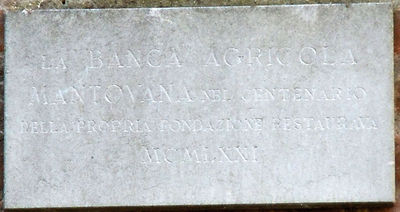 LA BANCA AGRICOLA
MANTOVANA NEL CENTENARIO
DELLA PROPRIA FONDAZIONE RESTAURAVA
MCMLXXI